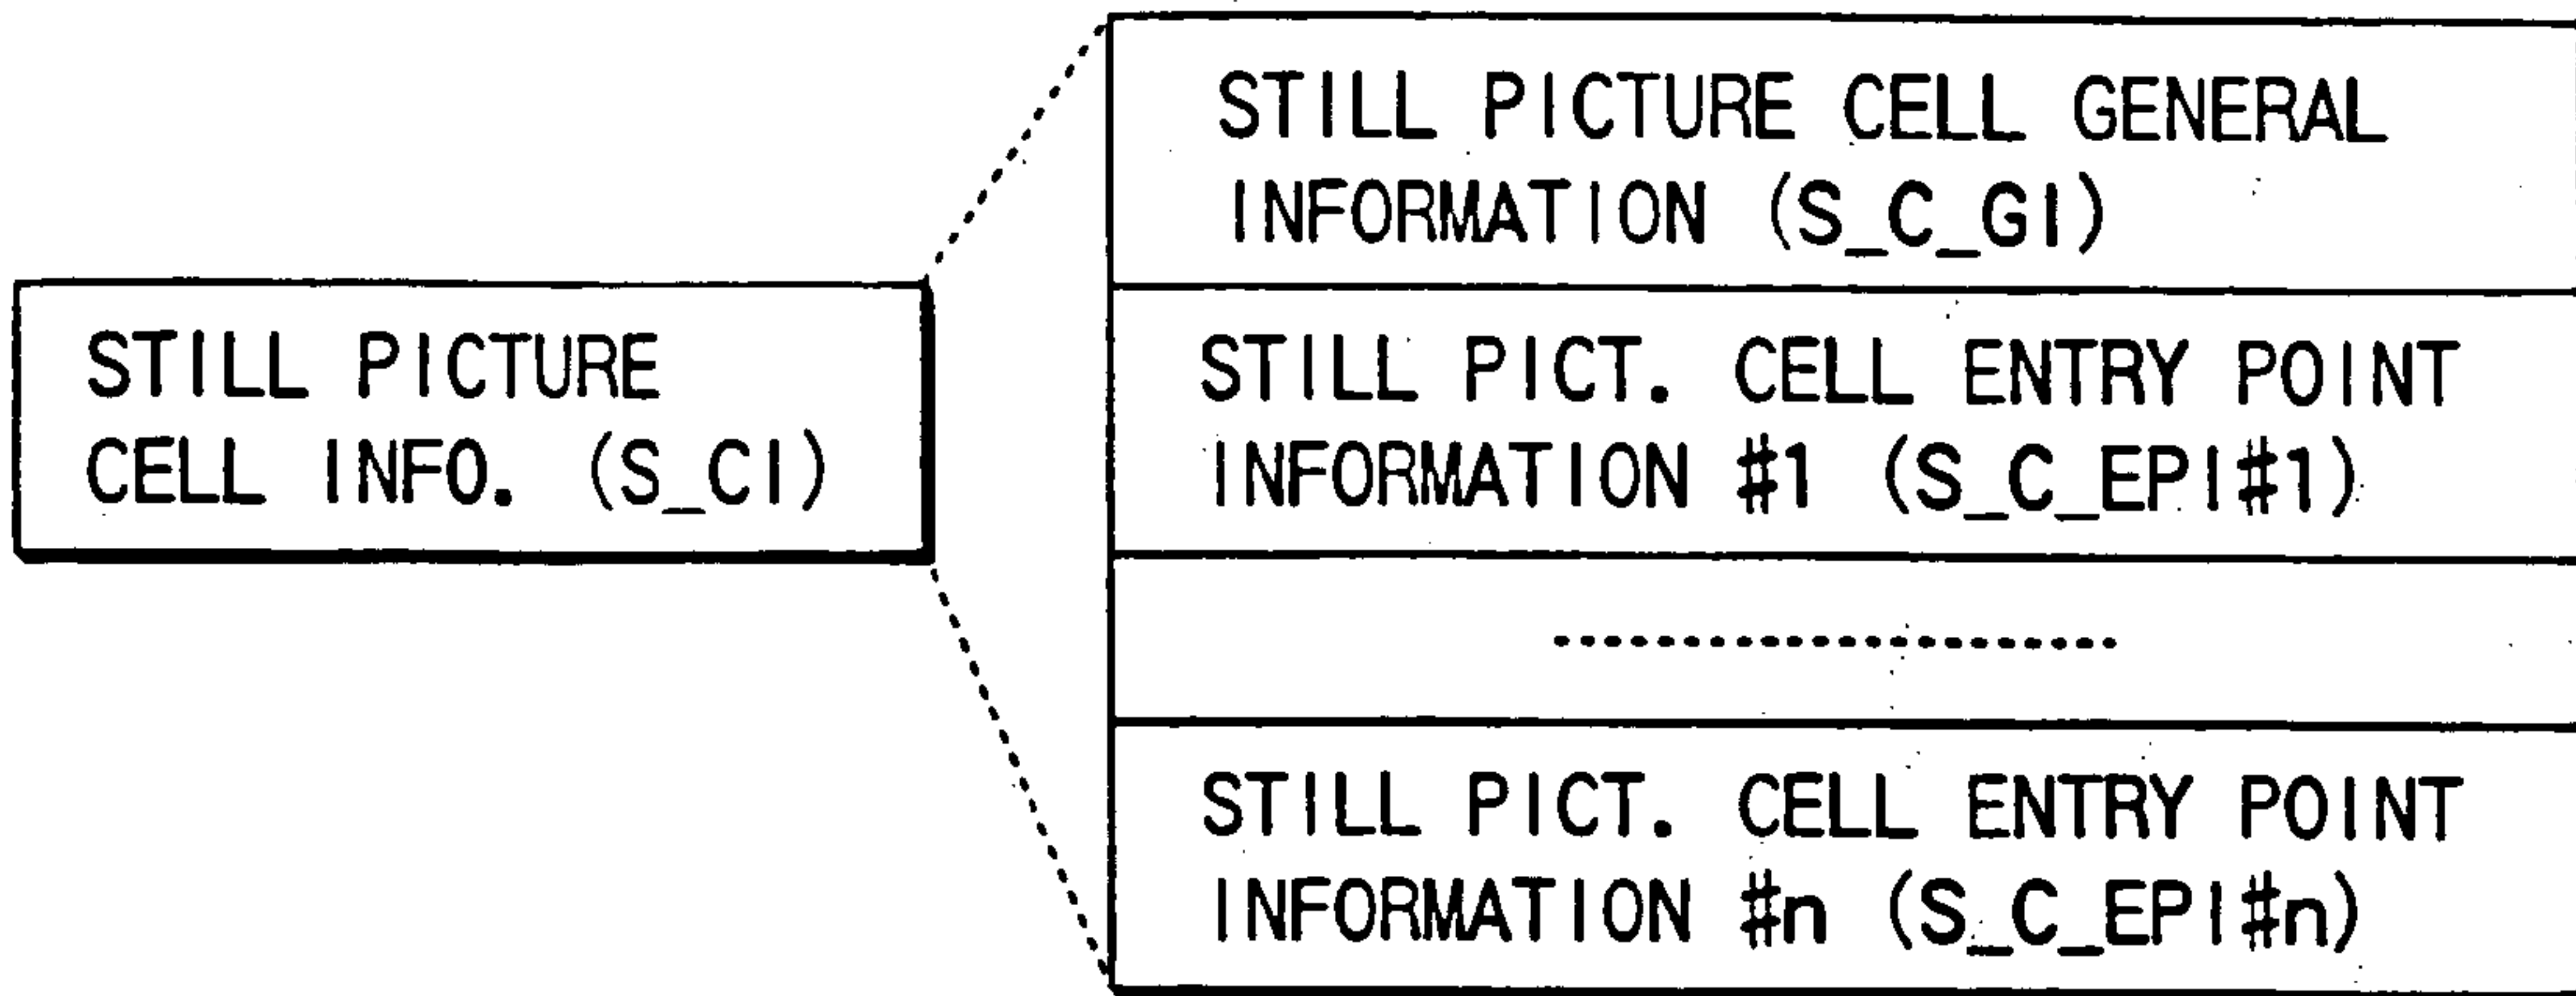 STILL PICTURE
CELL INFO. (S_CI)
STILL PICTURE CELL GENERAL
INFORMATION (S_C_GI)
STILL PICT. CELL ENTRY POINT
INFORMATION #1 (S_C_EPI#1)
STILL PICT. CELL ENTRY POINT
INFORMATION #n (S_C_EPI#n)